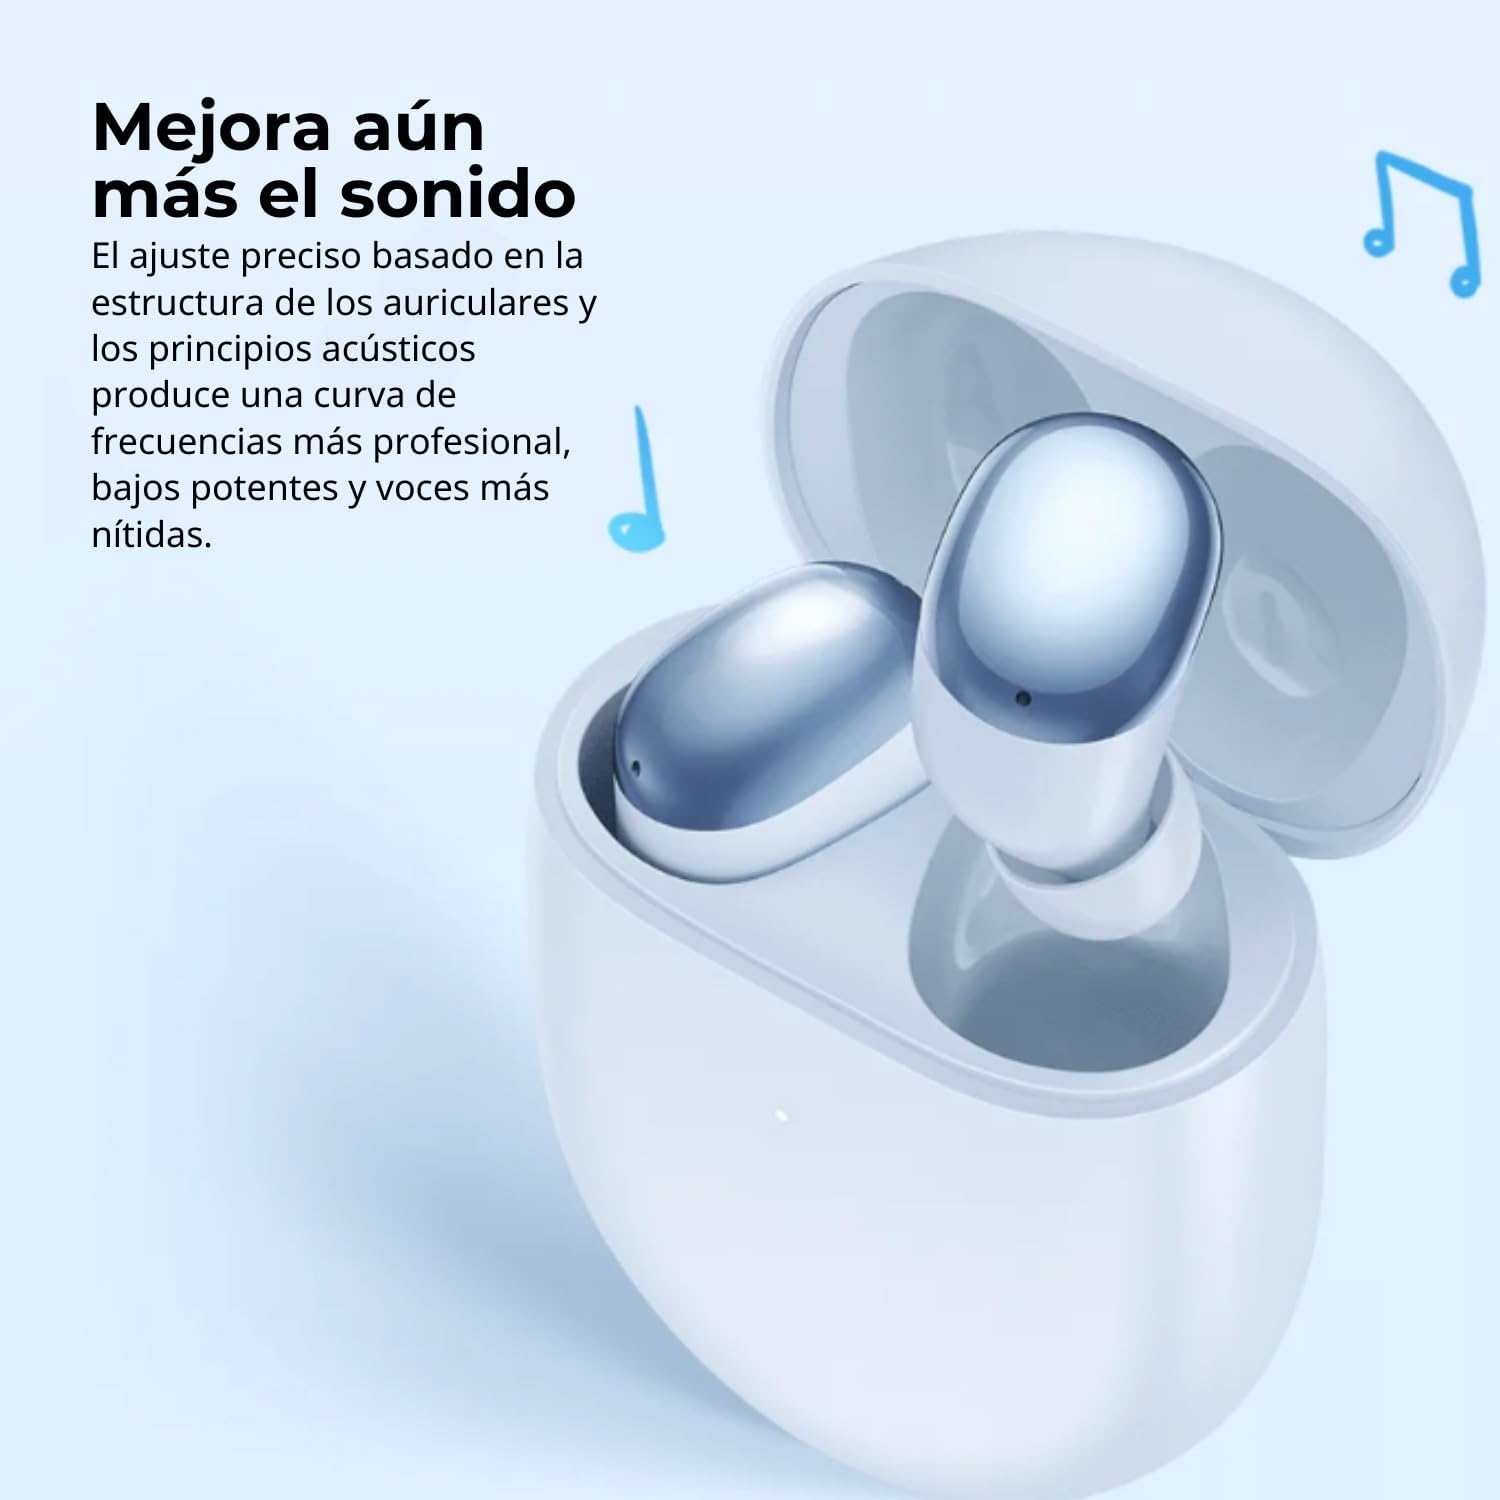 Mejora aún
más el sonido
El ajuste preciso basado en la
estructura de los auriculares y
los principios acústicos
produce una curva de
frecuencias más profesional,
bajos potentes y voces más
nítidas.